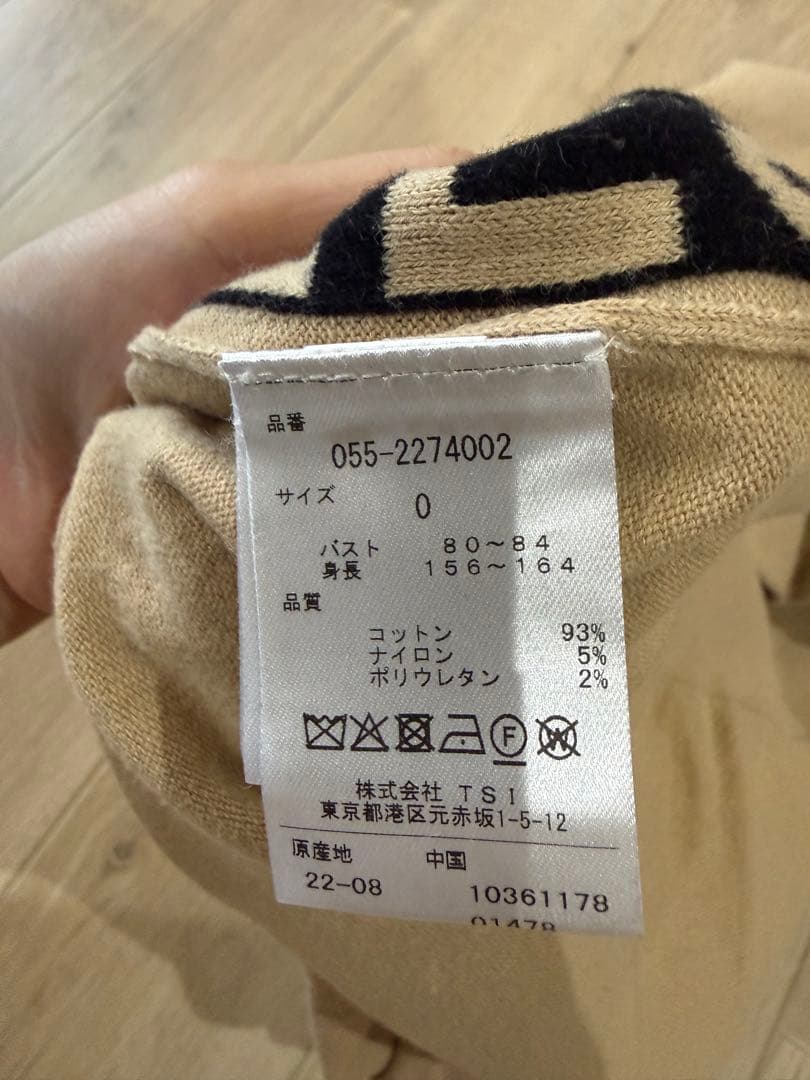 品番
055-2274002
サイズ 0
バスト 80～84
身長 156～164
品質
コットン 93%
ナイロン 5%
ポリウレタン 2%
F W
株式会社 TSI
東京都港区元赤坂1-5-12
原産地 中国
22-08 10361178
01478